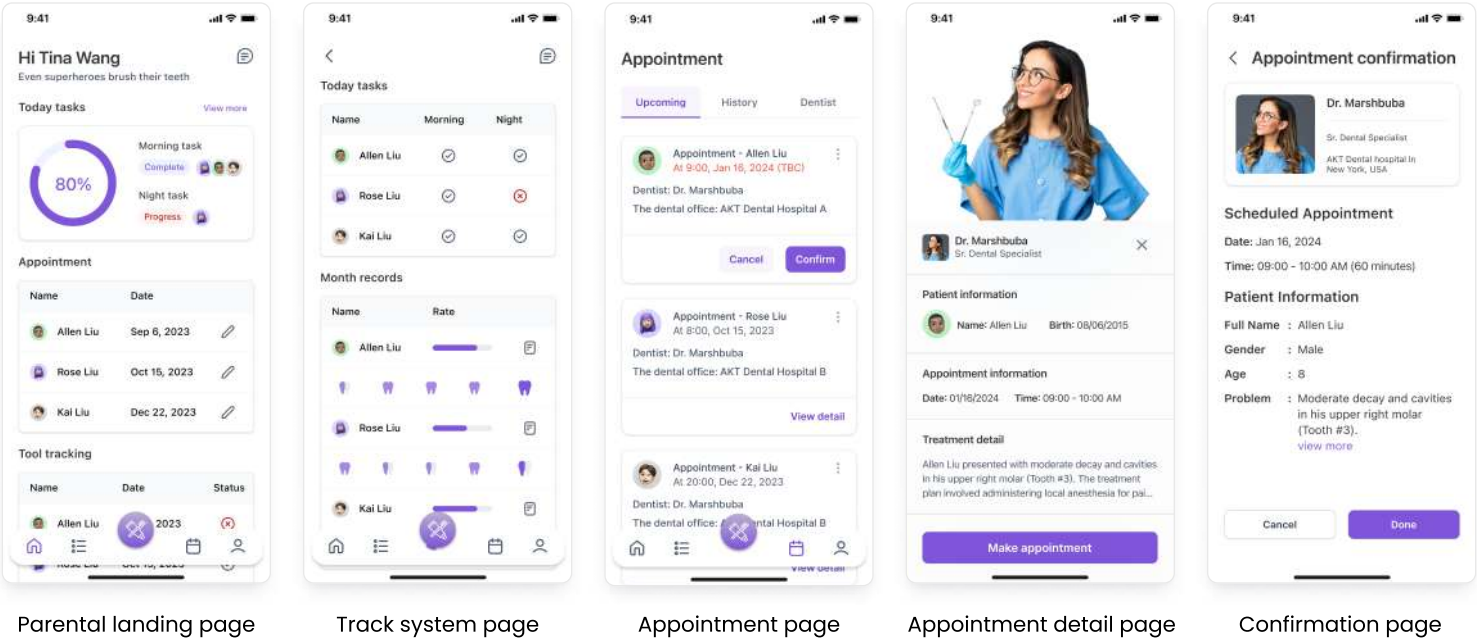 9:41
Hi Tina Wang
Even superheroes brush their teeth
Today tasks View more
80%
Morning task
Complete
Night task
Progress
Appointment
Name Date
Allen Liu Sep 6, 2023
Rose Liu Oct 15, 2023
Kai Liu Dec 22, 2023
Tool tracking
Name Date Status
Allen Liu 2023
Parental landing page
9:41
Today tasks
Name Morning Night
Allen Liu
Rose Liu
Kai Liu
Month records
Name Rate
Allen Liu
Rose Liu
Kai Liu
Track system page
9:41
Appointment
Upcoming History Dentist
Appointment - Allen Liu
At 9:00, Jan 16, 2024 (TBC)
Dentist: Dr. Marshbuba
The dental office: AKT Dental Hospital A
Cancel Confirm
Appointment - Rose Liu
At 8:00, Oct 15, 2023
Dentist: Dr. Marshbuba
The dental office: AKT Dental Hospital B
View detail
Appointment - Kai Liu
At 20:00, Dec 22, 2023
Dentist: Dr. Marshbuba
The dental office: Hospital B
View detail
Appointment page
9:41
Dr. Marshbuba
Sr. Dental Specialist
Patient information
Name: Allen Liu Birth: 08/06/2015
Appointment information
Date: 01/16/2024 Time: 09:00 - 10:00 AM
Treatment detail
Allen Liu presented with moderate decay and cavities
in his upper right molar (Tooth #3). The treatment
plan involved administering local anesthesia for pai...
Make appointment
Appointment detail page
9:41
Appointment confirmation
Dr. Marshbuba
Sr. Dental Specialist
AKT Dental hospital In
New York, USA
Scheduled Appointment
Date: Jan 16, 2024
Time: 09:00 - 10:00 AM (60 minutes)
Patient Information
Full Name : Allen Liu
Gender : Male
Age : 8
Problem : Moderate decay and cavities
in his upper right molar
(Tooth #3).
view more
Cancel Done
Confirmation page